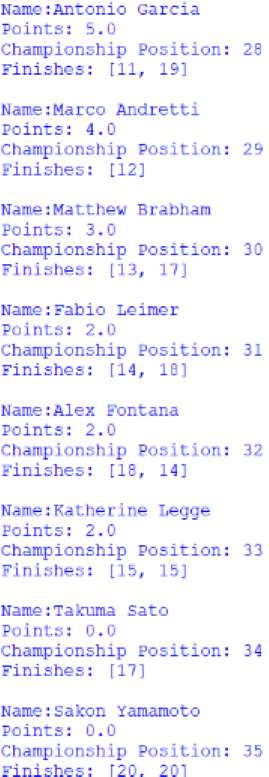 Name:Antonio Garcia
Points: 5.0
Championship Position: 28
Finishes: [11, 19]
Name:Marco Andretti
Points: 4.0
Championship Position: 29
Finishes: [12]
Name:Matthew Brabham
Points: 3.0
Championship Position: 30
Finishes: [13, 17]
Name:Fabio Leimer
Points: 2.0
Championship Position: 31
Finishes: [14, 18]
Name:Alex Fontana
Points: 2.0
Championship Position: 32
Finishes: [18, 14]
Name:Katherine Legge
Points: 2.0
Championship Position: 33
Finishes: [15, 15]
Name:Takuma Sato
Points: 0.0
Championship Position: 34
Finishes: [17]
Name:Sakon Yamamoto
Points: 0.0
Championship Position: 35
Finishes: [20, 20]